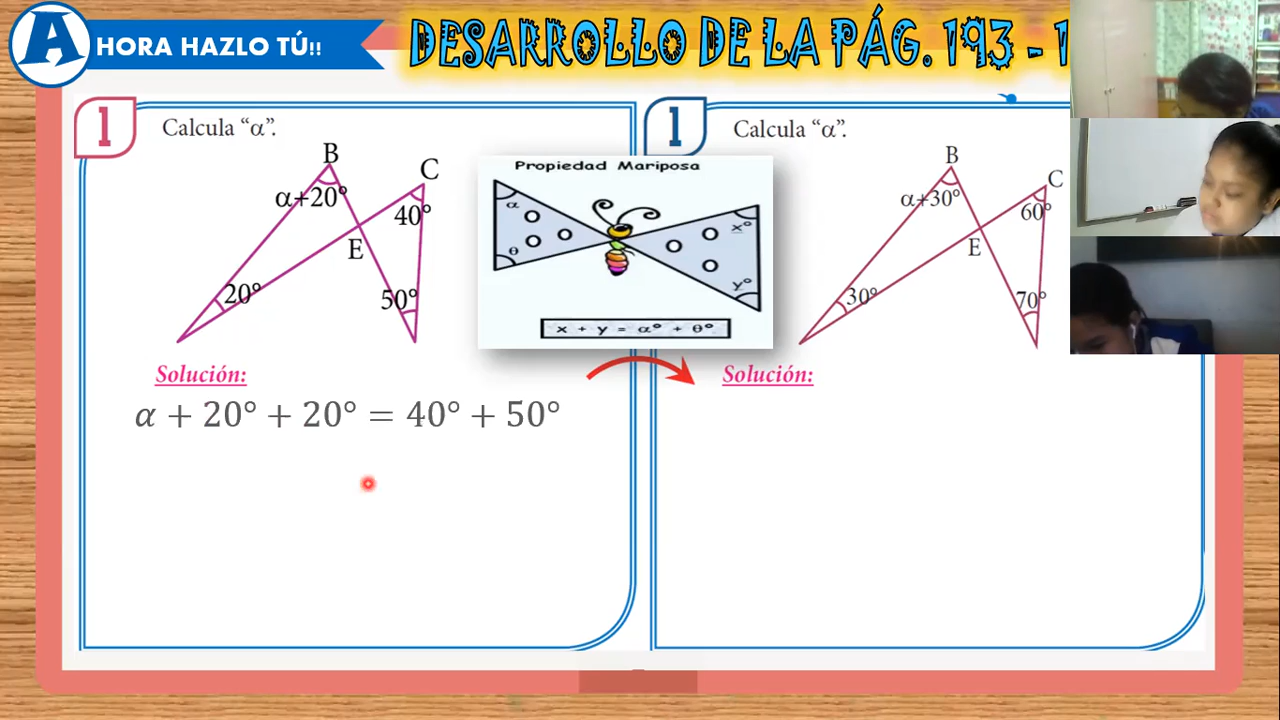 A HORA HAZLO TÚ!!
DESARROLLO DE LA PÁG. 193 - 1
1
Calcula “α”.
B
C
α+20°
40°
E
20°
50°
Solución:
α + 20° + 20° = 40° + 50°
Propiedad Mariposa
α
θ
x°
y°
x + y = α° + θ°
1
Calcula “α”.
B
C
α+30°
60°
E
30°
70°
Solución: